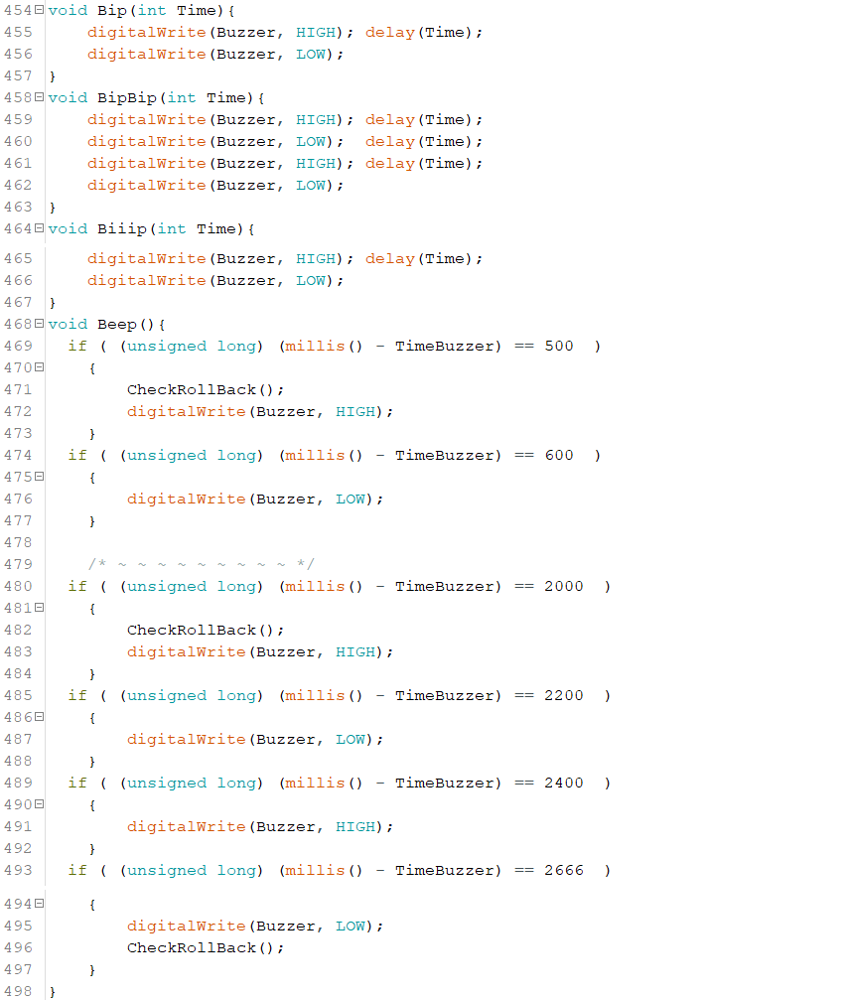 454 void Bip(int Time){
455     digitalWrite(Buzzer, HIGH); delay(Time);
456     digitalWrite(Buzzer, LOW);
457 }
458 void BipBip(int Time){
459     digitalWrite(Buzzer, HIGH); delay(Time);
460     digitalWrite(Buzzer, LOW);  delay(Time);
461     digitalWrite(Buzzer, HIGH); delay(Time);
462     digitalWrite(Buzzer, LOW);
463 }
464 void Biiip(int Time){
465     digitalWrite(Buzzer, HIGH); delay(Time);
466     digitalWrite(Buzzer, LOW);
467 }
468 void Beep(){
469   if ( (unsigned long) (millis() - TimeBuzzer) == 500  )
470     {
471         CheckRollBack();
472         digitalWrite(Buzzer, HIGH);
473     }
474   if ( (unsigned long) (millis() - TimeBuzzer) == 600  )
475     {
476         digitalWrite(Buzzer, LOW);
477     }
478
479     /* ~ ~ ~ ~ ~ ~ ~ ~ ~ */
480   if ( (unsigned long) (millis() - TimeBuzzer) == 2000  )
481     {
482         CheckRollBack();
483         digitalWrite(Buzzer, HIGH);
484     }
485   if ( (unsigned long) (millis() - TimeBuzzer) == 2200  )
486     {
487         digitalWrite(Buzzer, LOW);
488     }
489   if ( (unsigned long) (millis() - TimeBuzzer) == 2400  )
490     {
491         digitalWrite(Buzzer, HIGH);
492     }
493   if ( (unsigned long) (millis() - TimeBuzzer) == 2666  )
494     {
495         digitalWrite(Buzzer, LOW);
496         CheckRollBack();
497     }
498 }